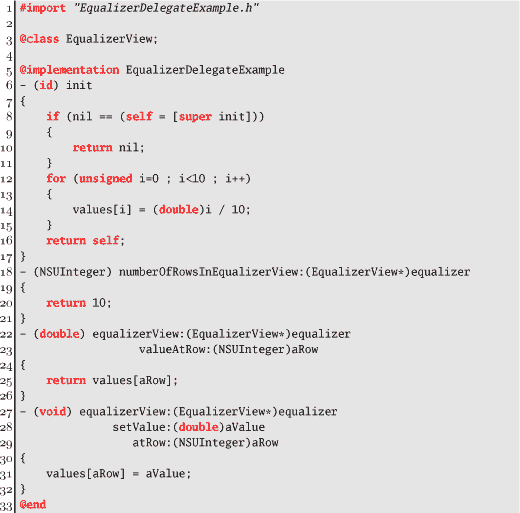 1 #import "EqualizerDelegateExample.h"
2
3 @class EqualizerView;
4
5 @implementation EqualizerDelegateExample
6 - (id) init
7 {
8     if (nil == (self = [super init]))
9     {
10         return nil;
11     }
12     for (unsigned i=0 ; i<10 ; i++)
13     {
14         values[i] = (double)i / 10;
15     }
16     return self;
17 }
18 - (NSUInteger) numberOfRowsInEqualizerView:(EqualizerView*)equalizer
19 {
20     return 10;
21 }
22 - (double) equalizerView:(EqualizerView*)equalizer
23                valueAtRow:(NSUInteger)aRow
24 {
25     return values[aRow];
26 }
27 - (void) equalizerView:(EqualizerView*)equalizer
28               setValue:(double)aValue
29                 atRow:(NSUInteger)aRow
30 {
31     values[aRow] = aValue;
32 }
33 @end